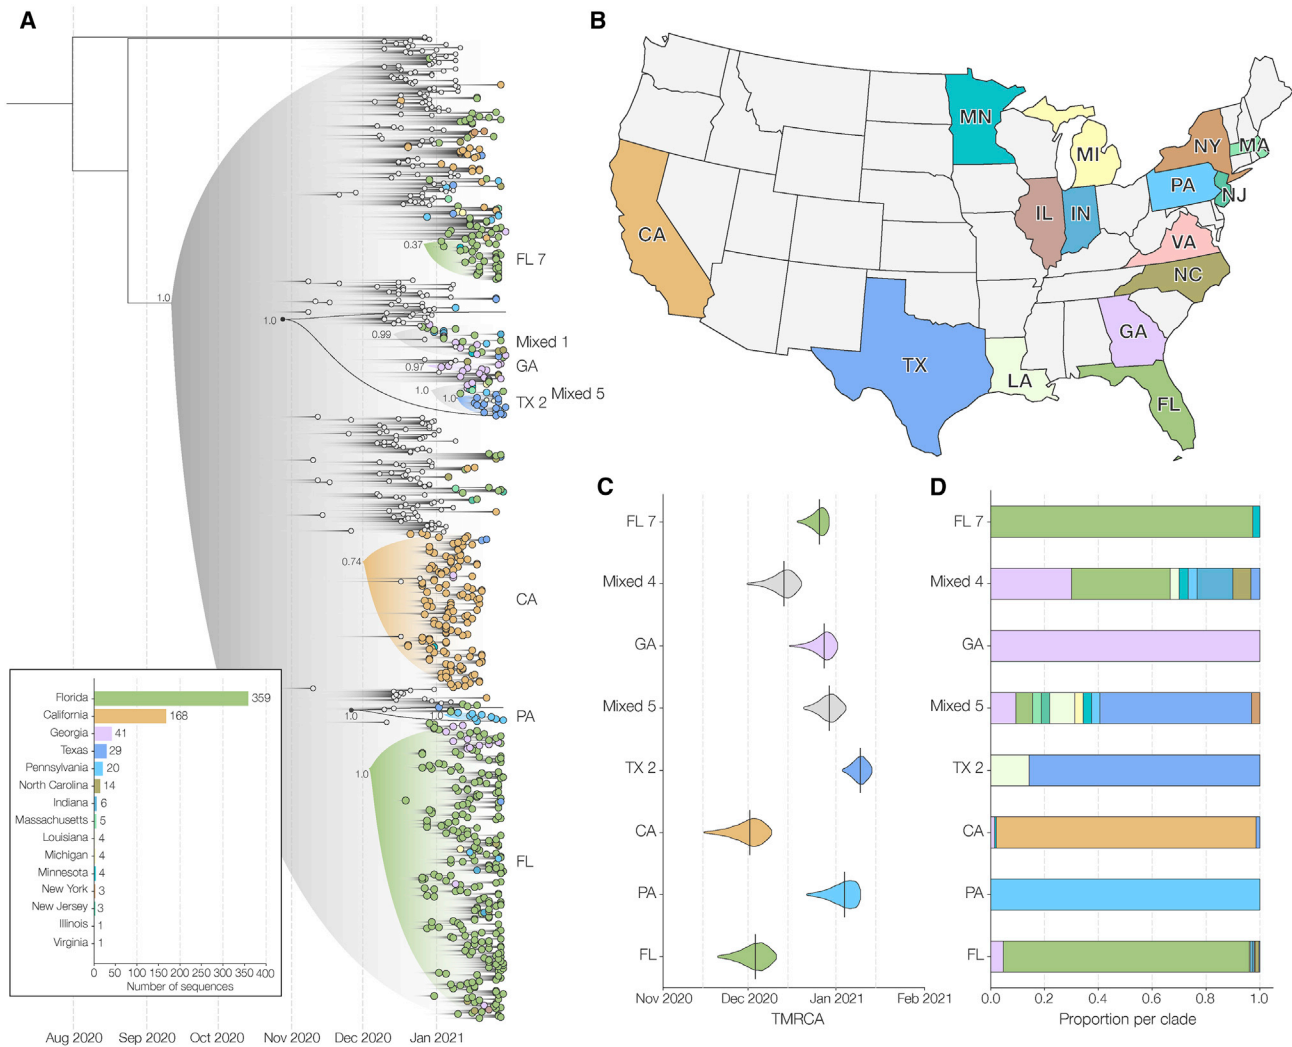 A
1.0
0.37
FL 7
1.0
0.99
Mixed 1
0.97
GA
1.0
1.0
TX 2
Mixed 5
0.74
CA
1.0
1.0
PA
1.0
FL
Florida 359
California 168
Georgia 41
Texas 29
Pennsylvania 20
North Carolina 14
Indiana 6
Massachusetts 5
Louisiana 4
Michigan 4
Minnesota 4
New York 3
New Jersey 3
Illinois 1
Virginia 1
0 50 100 150 200 250 300 350 400
Number of sequences
Aug 2020 Sep 2020 Oct 2020 Nov 2020 Dec 2020 Jan 2021
B
MN
MI
NY
MA
PA
NJ
IL
IN
CA
VA
NC
GA
TX
LA
FL
C
FL 7
Mixed 4
GA
Mixed 5
TX 2
CA
PA
FL
Nov 2020 Dec 2020 Jan 2021 Feb 2021
TMRCA
D
FL 7
Mixed 4
GA
Mixed 5
TX 2
CA
PA
FL
0.0 0.2 0.4 0.6 0.8 1.0
Proportion per clade